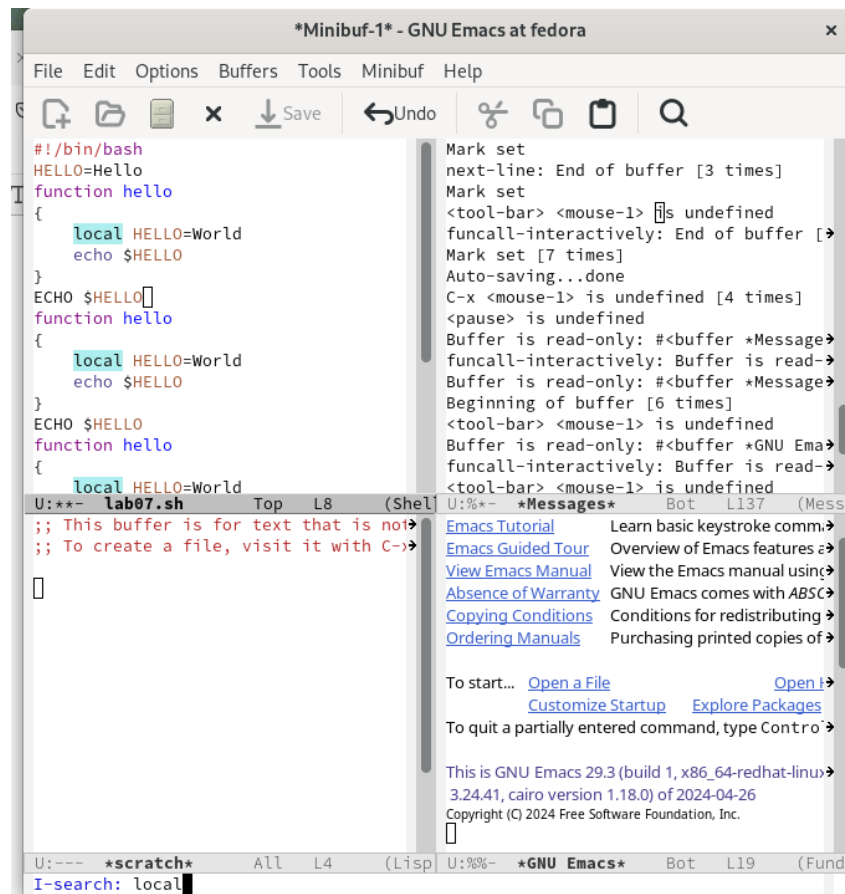 *Minibuf-1* - GNU Emacs at fedora
File Edit Options Buffers Tools Minibuf Help
Save Undo
#!/bin/bash
HELLO=Hello
function hello
{
    local HELLO=World
    echo $HELLO
}
ECHO $HELLO
function hello
{
    local HELLO=World
    echo $HELLO
}
ECHO $HELLO
function hello
{
    local HELLO=World
U:**-  lab07.sh       Top   L8     (Shel
Mark set
next-line: End of buffer [3 times]
Mark set
<tool-bar> <mouse-1> is undefined
funcall-interactively: End of buffer [
Mark set [7 times]
Auto-saving...done
C-x <mouse-1> is undefined [4 times]
<pause> is undefined
Buffer is read-only: #<buffer *Message
funcall-interactively: Buffer is read-
Buffer is read-only: #<buffer *Message
Beginning of buffer [6 times]
<tool-bar> <mouse-1> is undefined
Buffer is read-only: #<buffer *GNU Ema
funcall-interactively: Buffer is read-
<tool-bar> <mouse-1> is undefined
U:%*-  *Messages*     Bot   L137   (Mess
;; This buffer is for text that is not
;; To create a file, visit it with C-x
U:---  *scratch*      All   L4     (Lisp
Emacs Tutorial Learn basic keystroke comma
Emacs Guided Tour Overview of Emacs features a
View Emacs Manual View the Emacs manual using
Absence of Warranty GNU Emacs comes with ABSO
Copying Conditions Conditions for redistributing
Ordering Manuals Purchasing printed copies of
To start... Open a File Open
Customize Startup Explore Packages
To quit a partially entered command, type Contro
This is GNU Emacs 29.3 (build 1, x86_64-redhat-linux
3.24.41, cairo version 1.18.0) of 2024-04-26
Copyright (C) 2024 Free Software Foundation, Inc.
U:%%-  *GNU Emacs*    Bot   L19    (Fund
I-search: local